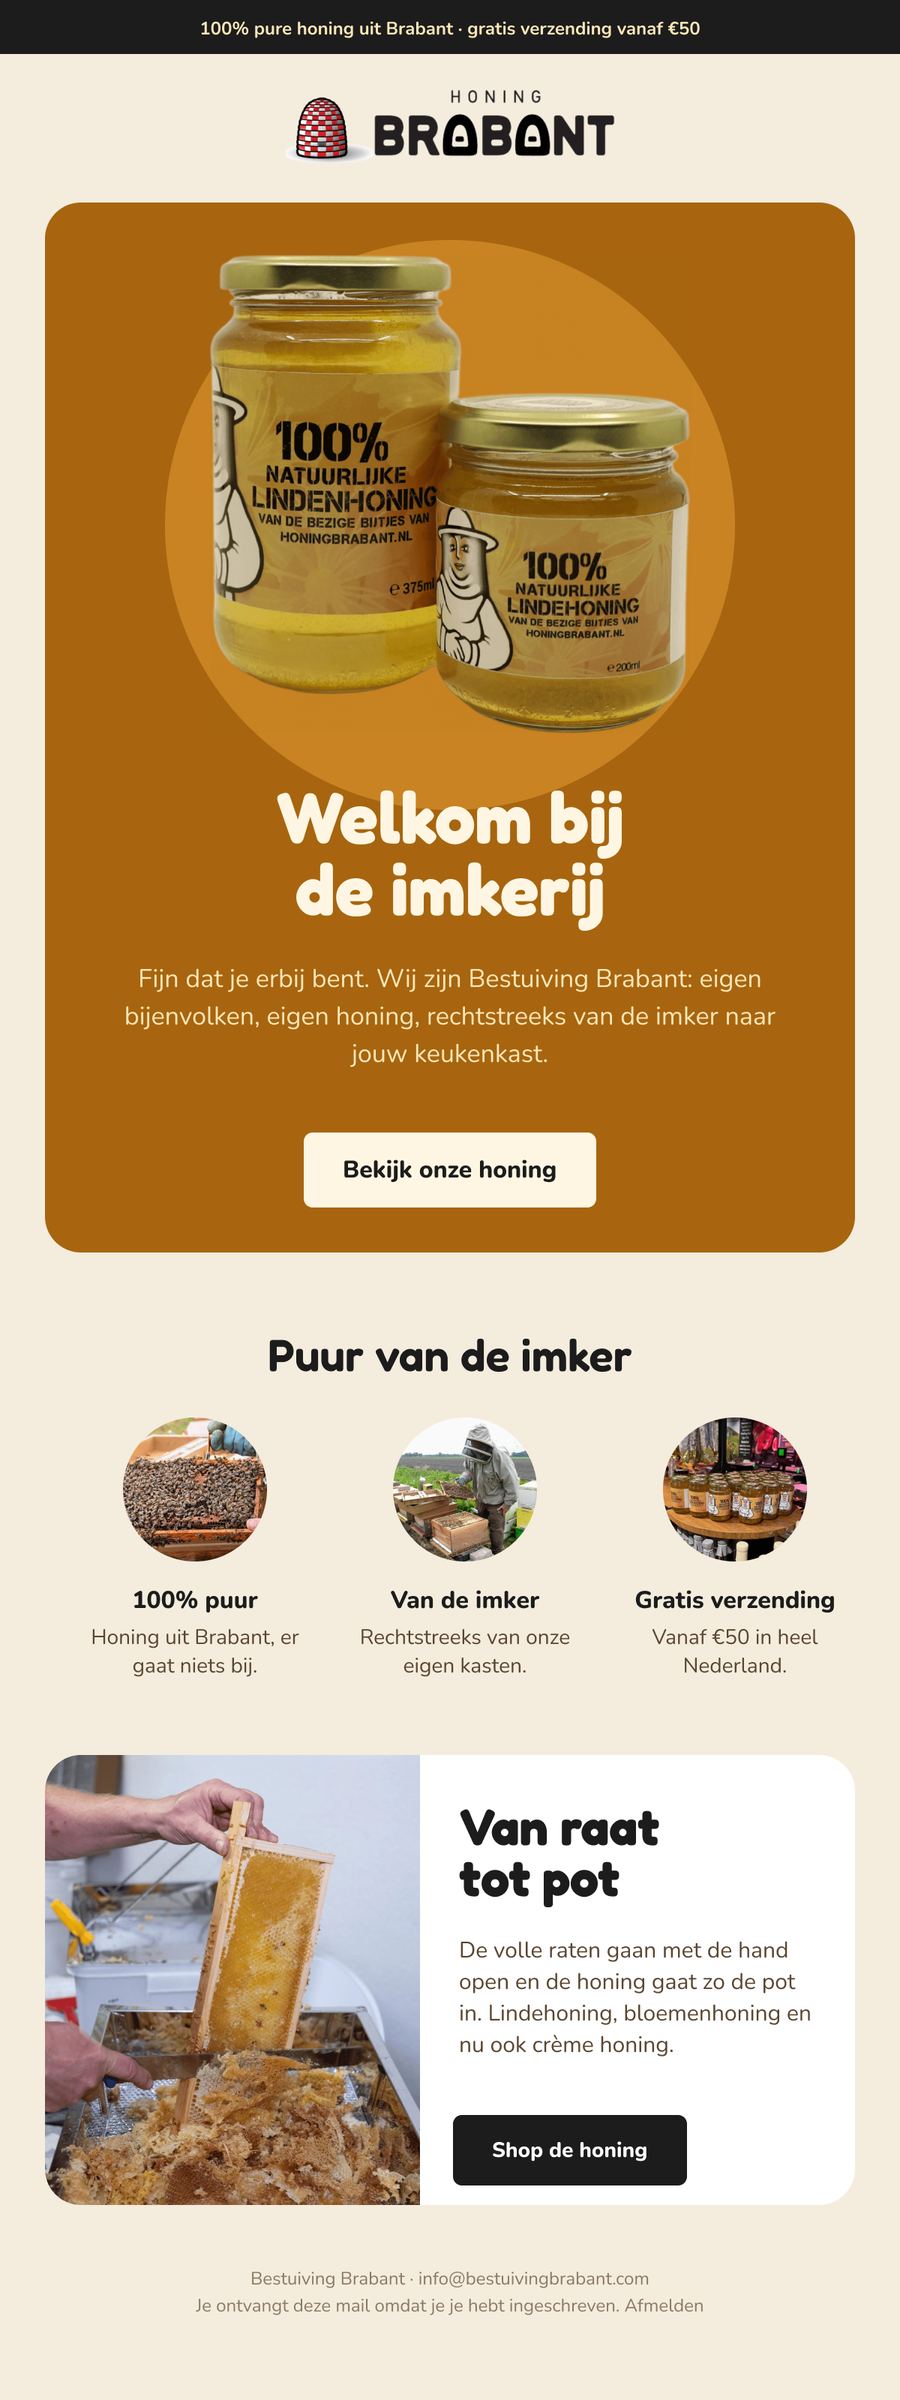 100% pure honing uit Brabant · gratis verzending vanaf €50
HONING
BRABANT
100%
NATUURLIJKE
LINDENHONING
VAN DE BEZIGE BIJTJES VAN
HONINGBRABANT.NL
℮ 375ml
100%
NATUURLIJKE
LINDEHONING
VAN DE BEZIGE BIJTJES VAN
HONINGBRABANT.NL
℮ 200ml
Welkom bij
de imkerij
Fijn dat je erbij bent. Wij zijn Bestuiving Brabant: eigen
bijenvolken, eigen honing, rechtstreeks van de imker naar
jouw keukenkast.
Bekijk onze honing
Puur van de imker
100% puur
Honing uit Brabant, er
gaat niets bij.
Van de imker
Rechtstreeks van onze
eigen kasten.
Gratis verzending
Vanaf €50 in heel
Nederland.
Van raat
tot pot
De volle raten gaan met de hand
open en de honing gaat zo de pot
in. Lindehoning, bloemenhoning en
nu ook crème honing.
Shop de honing
Bestuiving Brabant · info@bestuivingbrabant.com
Je ontvangt deze mail omdat je je hebt ingeschreven. Afmelden